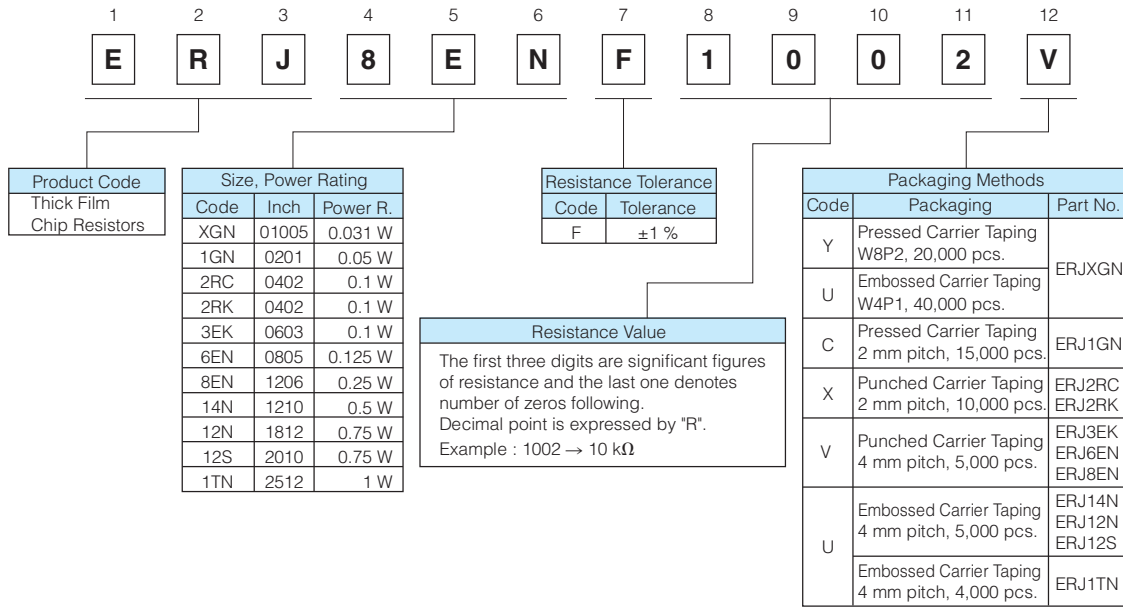 1 2 3 4 5 6 7 8 9 10 11 12
E R J 8 E N F 1 0 0 2 V
Product Code
Thick Film
Chip Resistors
Size, Power Rating
Code Inch Power R.
XGN 01005 0.031 W
1GN 0201 0.05 W
2RC 0402 0.1 W
2RK 0402 0.1 W
3EK 0603 0.1 W
6EN 0805 0.125 W
8EN 1206 0.25 W
14N 1210 0.5 W
12N 1812 0.75 W
12S 2010 0.75 W
1TN 2512 1 W
Resistance Tolerance
Code Tolerance
F ±1 %
Resistance Value
The first three digits are significant figures
of resistance and the last one denotes
number of zeros following.
Decimal point is expressed by "R".
Example : 1002 → 10 kΩ
Packaging Methods
Code Packaging Part No.
Y Pressed Carrier Taping
W8P2, 20,000 pcs.
ERJXGN
U Embossed Carrier Taping
W4P1, 40,000 pcs.
C Pressed Carrier Taping
2 mm pitch, 15,000 pcs.
ERJ1GN
X Punched Carrier Taping
2 mm pitch, 10,000 pcs.
ERJ2RC
ERJ2RK
V Punched Carrier Taping
4 mm pitch, 5,000 pcs.
ERJ3EK
ERJ6EN
ERJ8EN
U Embossed Carrier Taping
4 mm pitch, 5,000 pcs.
ERJ14N
ERJ12N
ERJ12S
Embossed Carrier Taping
4 mm pitch, 4,000 pcs.
ERJ1TN